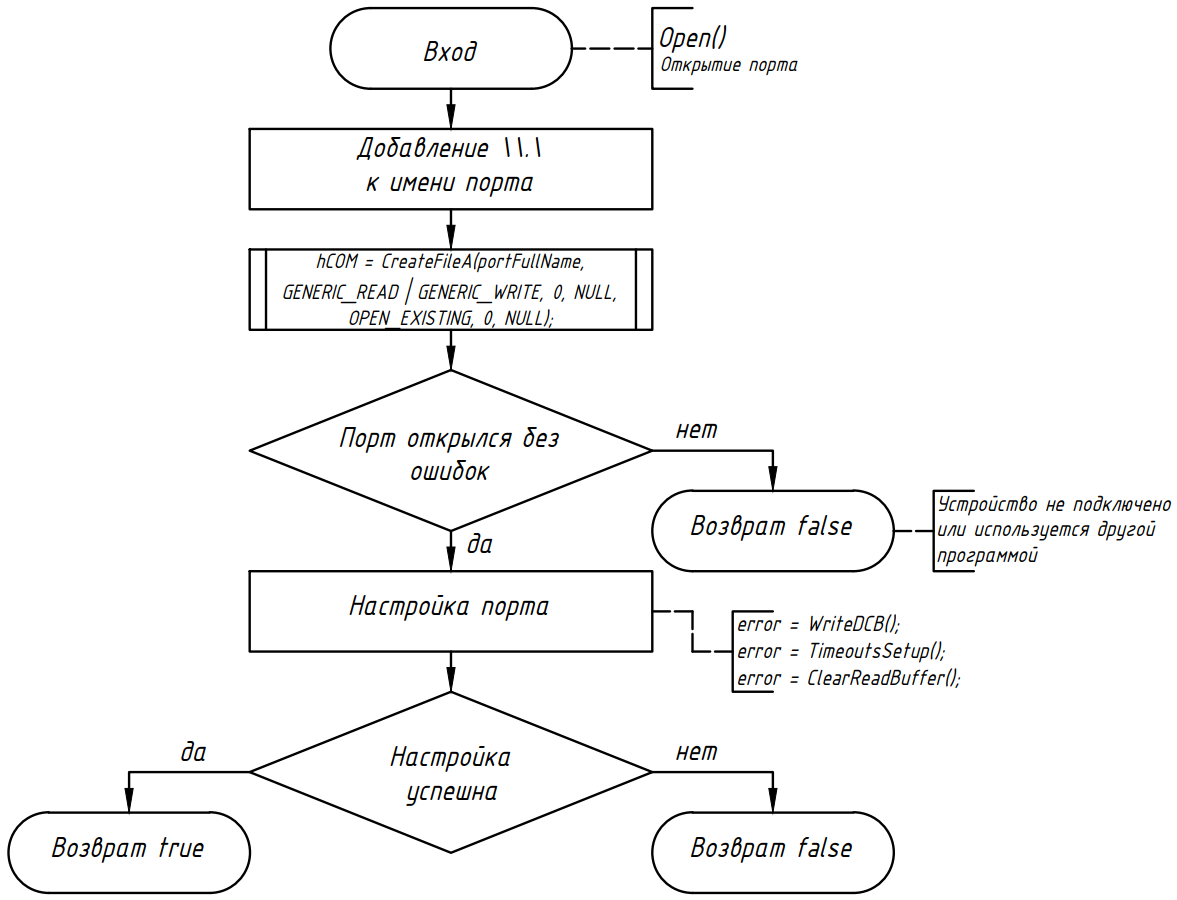 Вход
Open()
Открытие порта
Добавление \\.\
к имени порта
hCOM = CreateFileA(portFullName,
GENERIC_READ | GENERIC_WRITE, 0, NULL,
OPEN_EXISTING, 0, NULL);
Порт открылся без
ошибок
нет
Возврат false
Устройство не подключено
или используется другой
программой
да
Настройка порта
error = WriteDCB();
error = TimeoutsSetup();
error = ClearReadBuffer();
Настройка
успешна
да
нет
Возврат true
Возврат false